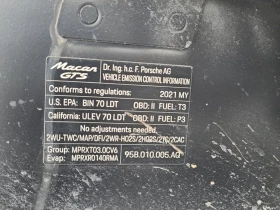 Macan Dr. Ing. h.c. F. Porsche AG
GTS VEHICLE EMISSION CONTROL INFORMATION
Conforms to regulations: 2021 MY
U.S. EPA: BIN 70 LDT OBD: II FUEL: T3
California: ULEV 70 LDT OBD: II FUEL: P3
No adjustments needed.
2WU-TWC/MAP/DFI/2WR-HO2S/2HO2S/2TC/2CAC
Group: MPRXT03.0CV6
Evap: MPRXR0140RMA 958.010.005.AQ